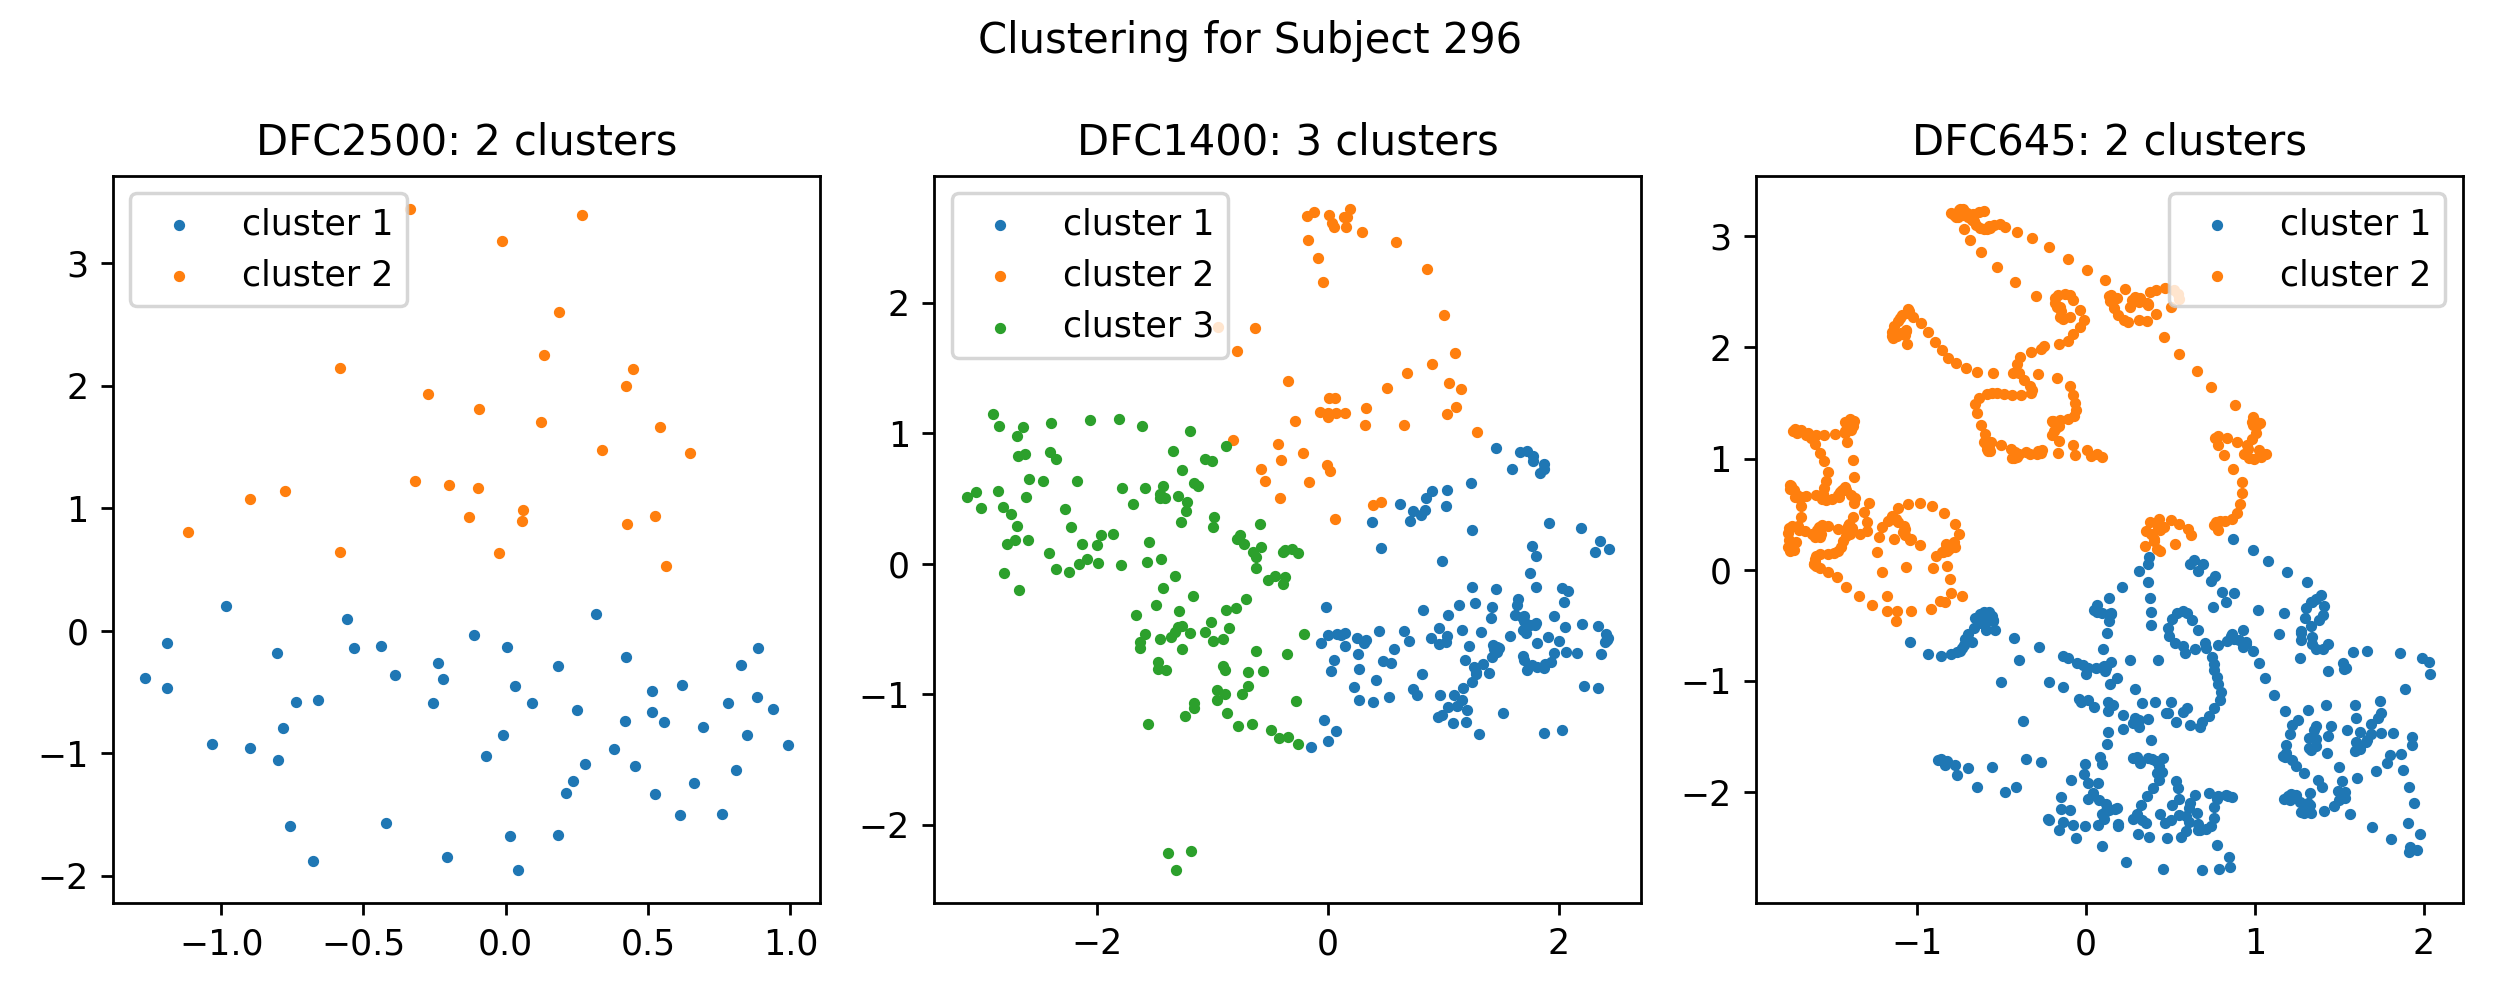 Clustering for Subject 296
DFC2500: 2 clusters
cluster 1
cluster 2
3
2
1
0
−1
−2
−1.0
−0.5
0.0
0.5
1.0
DFC1400: 3 clusters
cluster 1
cluster 2
cluster 3
2
1
0
−1
−2
−2
0
2
DFC645: 2 clusters
cluster 1
cluster 2
3
2
1
0
−1
−2
−1
0
1
2